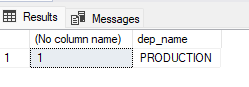 Results Messages
(No column name) dep_name
1 1 PRODUCTION